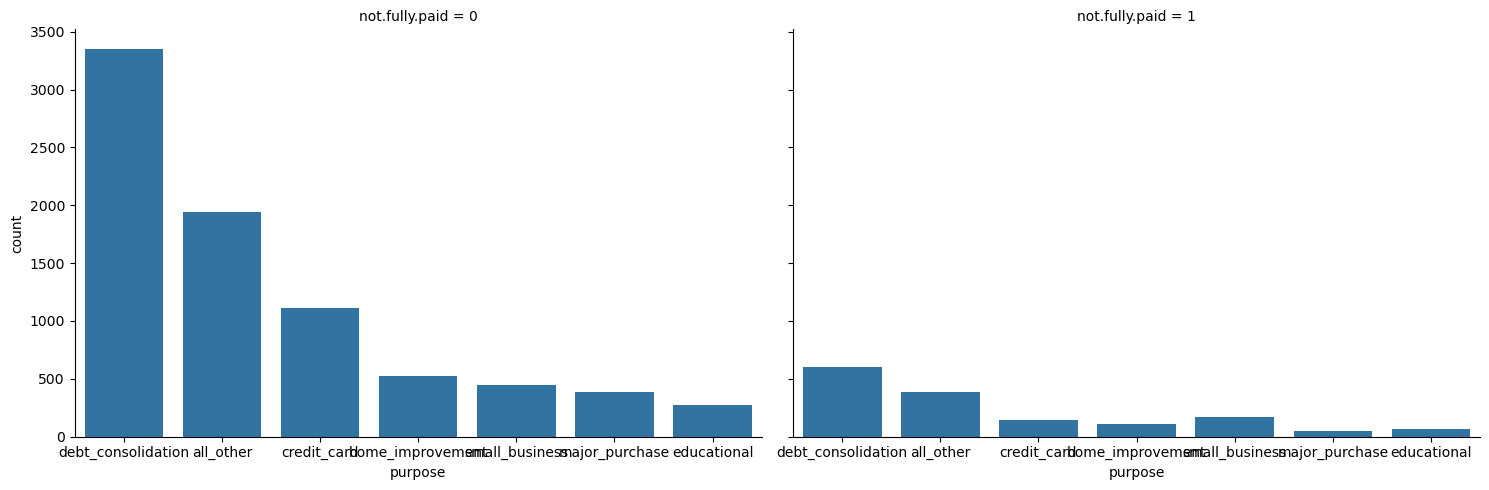 not.fully.paid = 0
not.fully.paid = 1
3500
3000
2500
2000
1500
1000
500
0
count
debt_consolidation all_other credit_card home_improvement small_business major_purchase educational
purpose
debt_consolidation all_other credit_card home_improvement small_business major_purchase educational
purpose